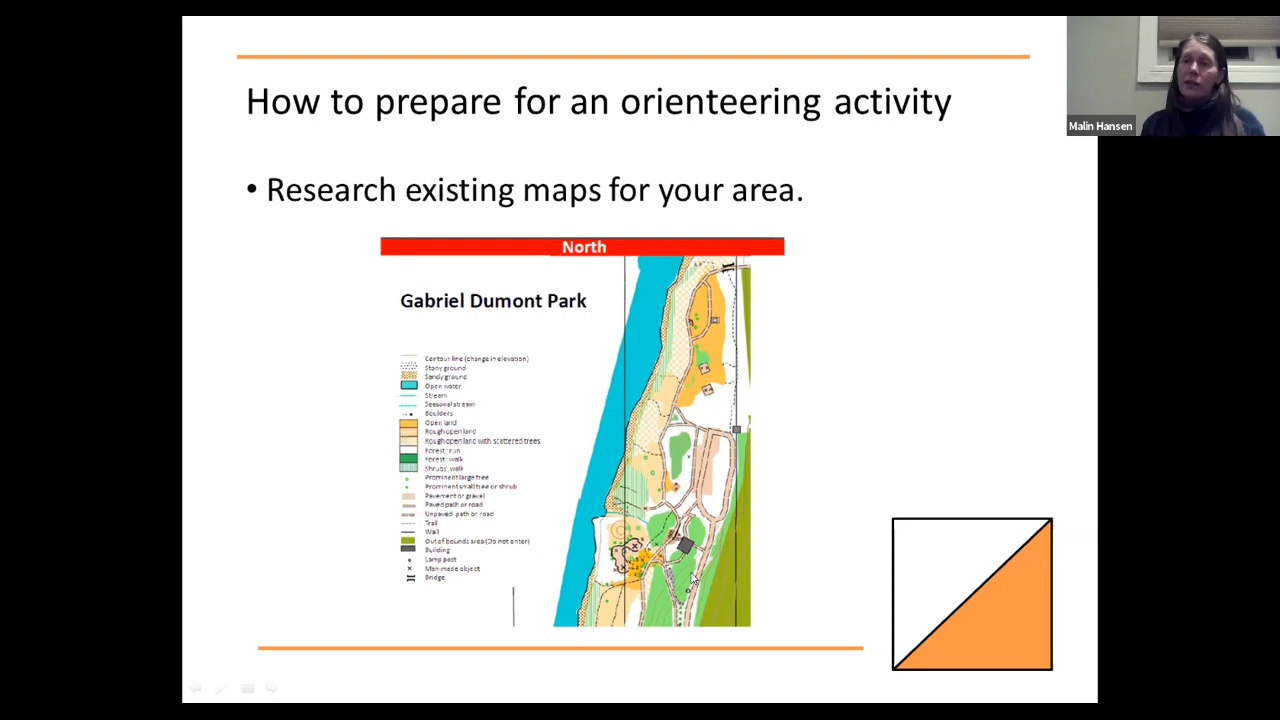 How to prepare for an orienteering activity
Malin Hansen
• Research existing maps for your area.
North
Gabriel Dumont Park
Contour line (change in elevation)
Stony ground
Sandy ground
Open water
Stream
Seasonal stream
Boulders
Open land
Rough open land
Rough open land with scattered trees
Forest: run
Forest: walk
Shrubs: walk
Prominent large tree
Prominent small tree or shrub
Pavement or gravel
Paved path or road
Unpaved path or road
Trail
Wall
Out of bounds area (Do not enter)
Building
Lamp post
Man-made object
Bridge